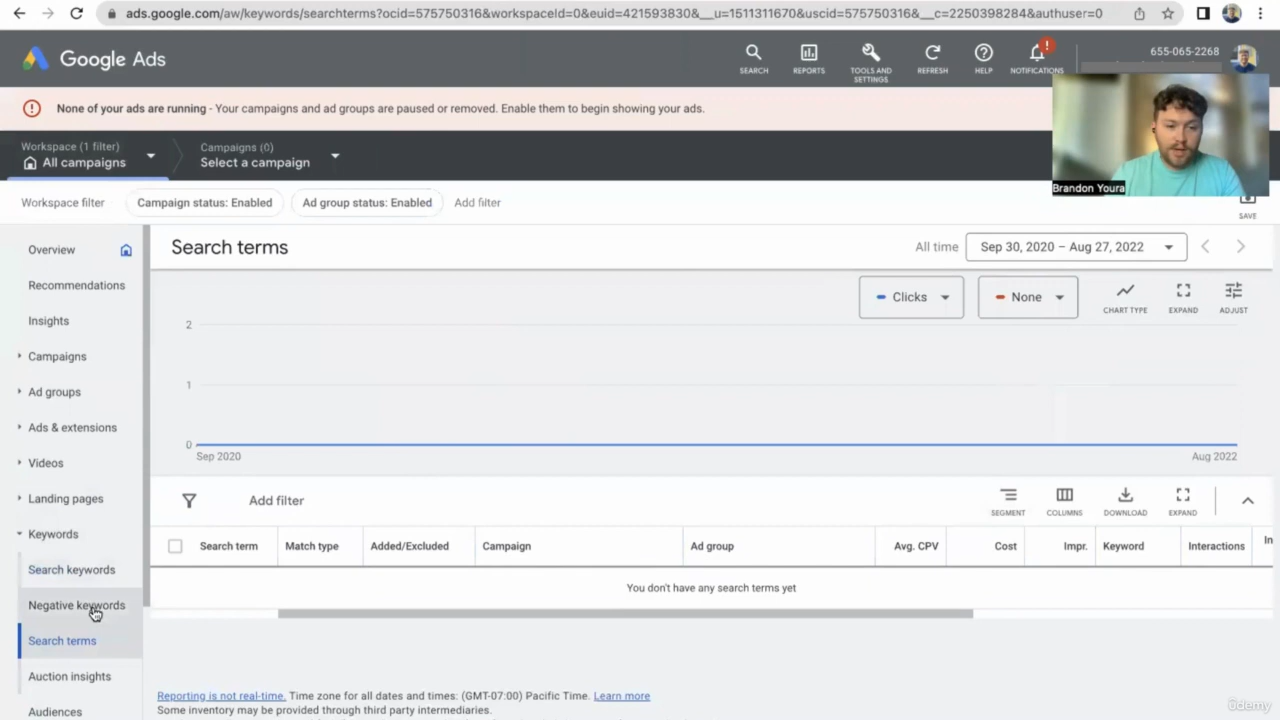 ads.google.com/aw/keywords/searchterms?ocid=575750316&workspaceId=0&euid=421593830&__u=1511311670&uscid=575750316&__c=2250398284&authuser=0
Google Ads
SEARCH
REPORTS
TOOLS AND SETTINGS
REFRESH
HELP
NOTIFICATIONS
!
655-065-2268
None of your ads are running - Your campaigns and ad groups are paused or removed. Enable them to begin showing your ads.
Workspace (1 filter)
All campaigns
Campaigns (0)
Select a campaign
Brandon Youra
Workspace filter
Campaign status: Enabled
Ad group status: Enabled
Add filter
SAVE
Overview
Recommendations
Insights
Campaigns
Ad groups
Ads & extensions
Videos
Landing pages
Keywords
Search keywords
Negative keywords
Search terms
Auction insights
Audiences
Search terms
All time
Sep 30, 2020 – Aug 27, 2022
Clicks
None
CHART TYPE
EXPAND
ADJUST
2
1
0
Sep 2020
Aug 2022
Add filter
SEGMENT
COLUMNS
DOWNLOAD
EXPAND
Search term
Match type
Added/Excluded
Campaign
Ad group
Avg. CPV
Cost
Impr.
Keyword
Interactions
In
You don't have any search terms yet
Reporting is not real-time. Time zone for all dates and times: (GMT-07:00) Pacific Time. Learn more
Some inventory may be provided through third party intermediaries.
ûdemy